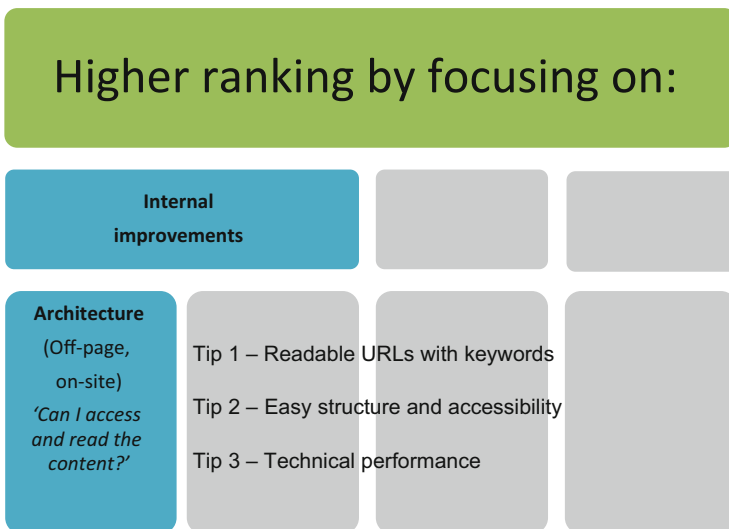 Higher ranking by focusing on:
Internal
improvements
Architecture
(Off-page,
on-site)
‘Can I access
and read the
content?’
Tip 1 – Readable URLs with keywords
Tip 2 – Easy structure and accessibility
Tip 3 – Technical performance